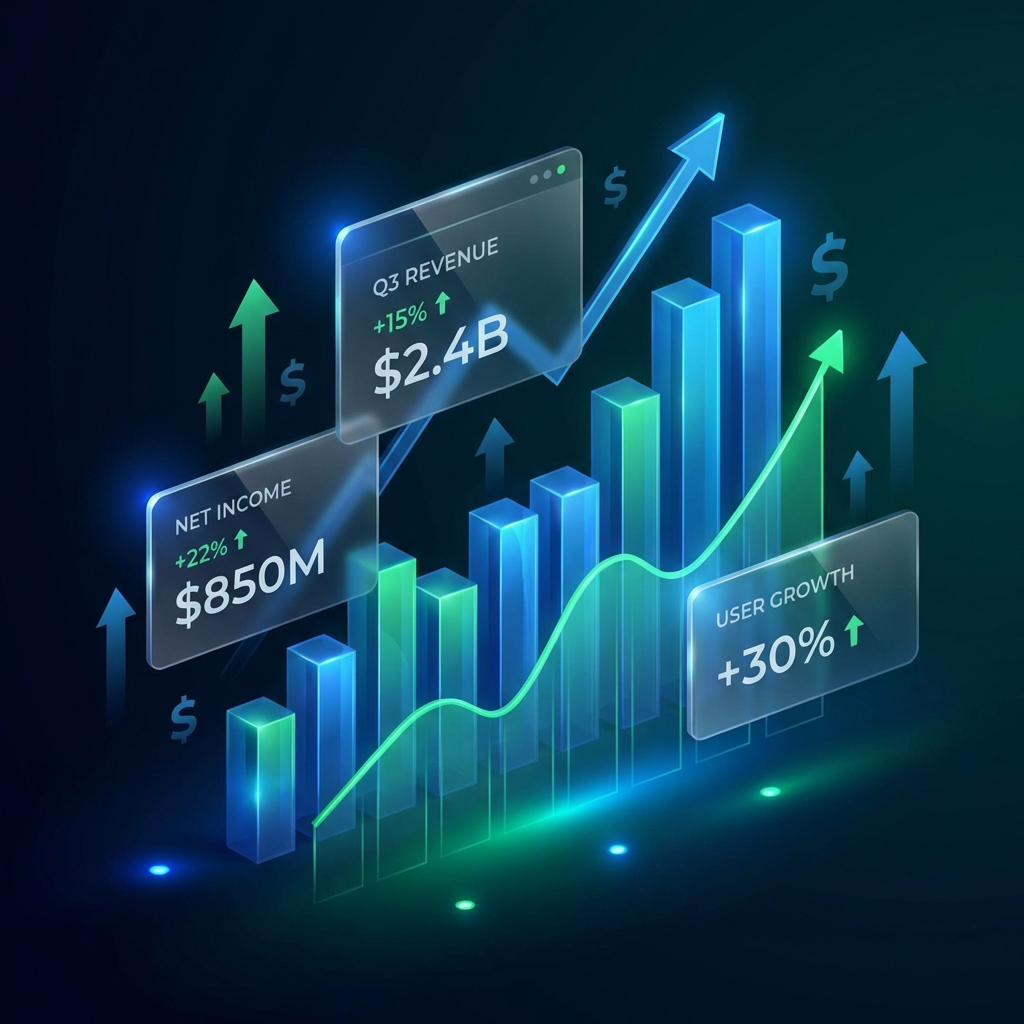 Q3 REVENUE
+15%
$2.4B
NET INCOME
+22%
$850M
USER GROWTH
+30%
$
$
$
$